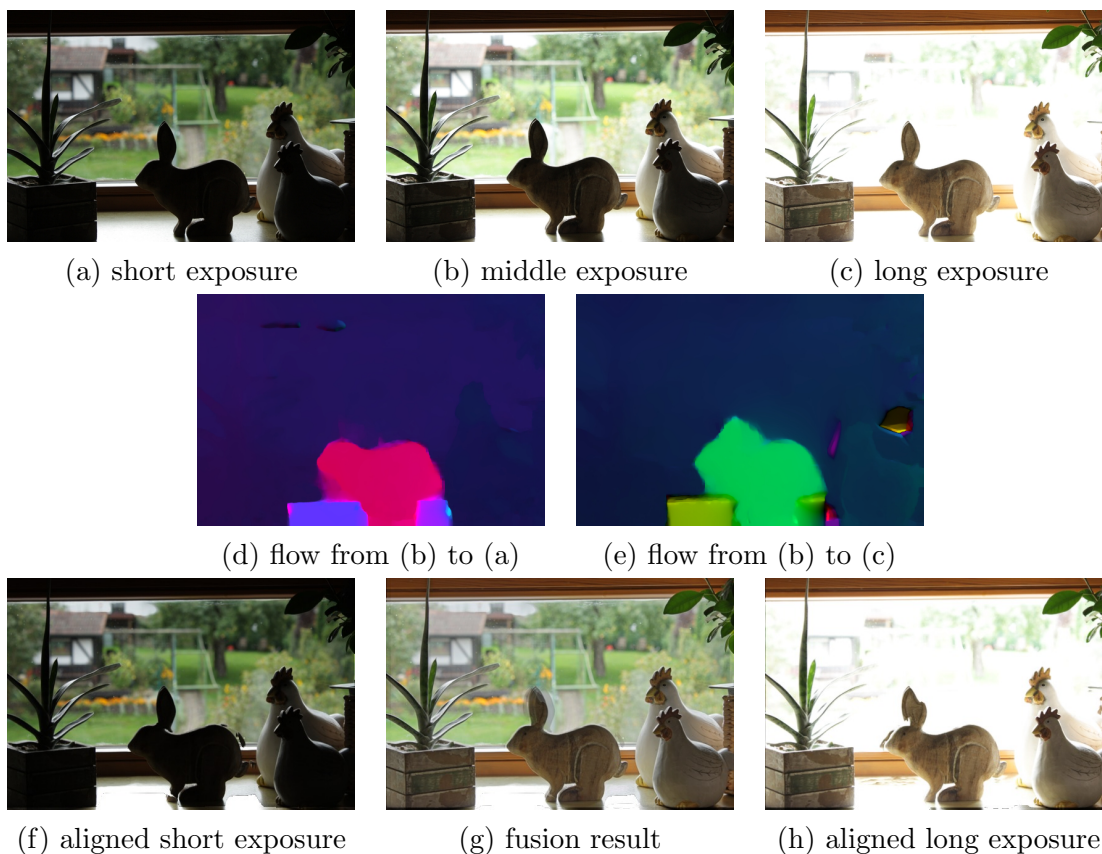 (a) short exposure
(b) middle exposure
(c) long exposure
(d) flow from (b) to (a)
(e) flow from (b) to (c)
(f) aligned short exposure
(g) fusion result
(h) aligned long exposure